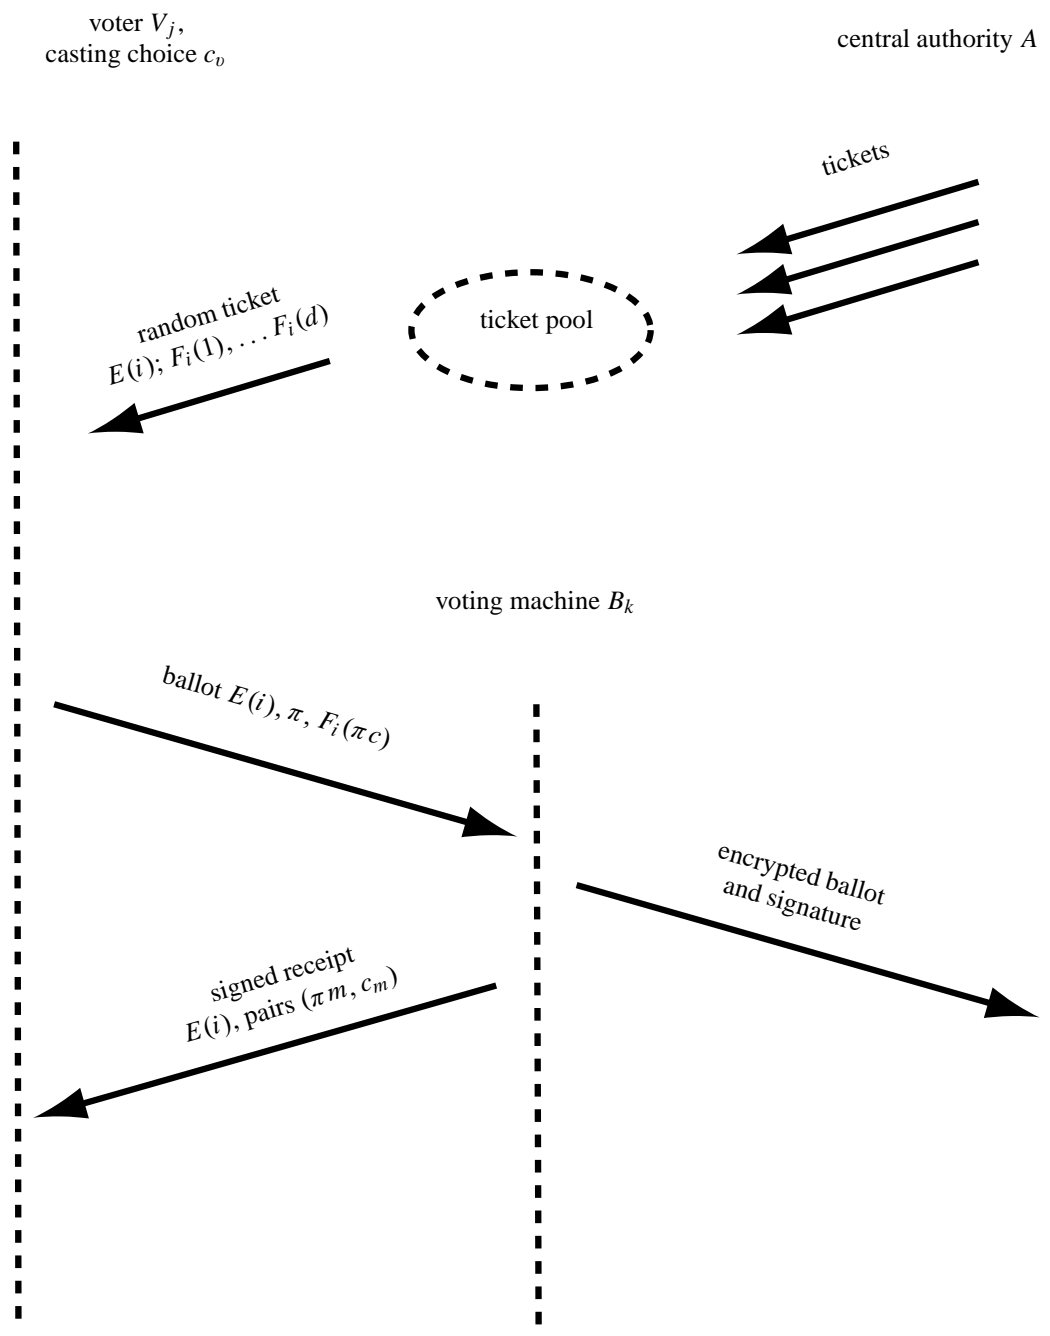 voter V_j,
casting choice c_v
central authority A
tickets
random ticket
E(i); F_i(1), … F_i(d)
ticket pool
voting machine B_k
ballot E(i), π, F_i(πc)
encrypted ballot
and signature
signed receipt
E(i), pairs (πm, c_m)